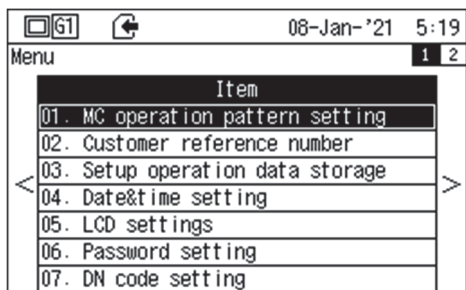 G1 08-Jan-'21 5:19
Menu 1 2
Item
01. MC operation pattern setting
02. Customer reference number
03. Setup operation data storage
04. Date&time setting
05. LCD settings
06. Password setting
07. DN code setting
< >